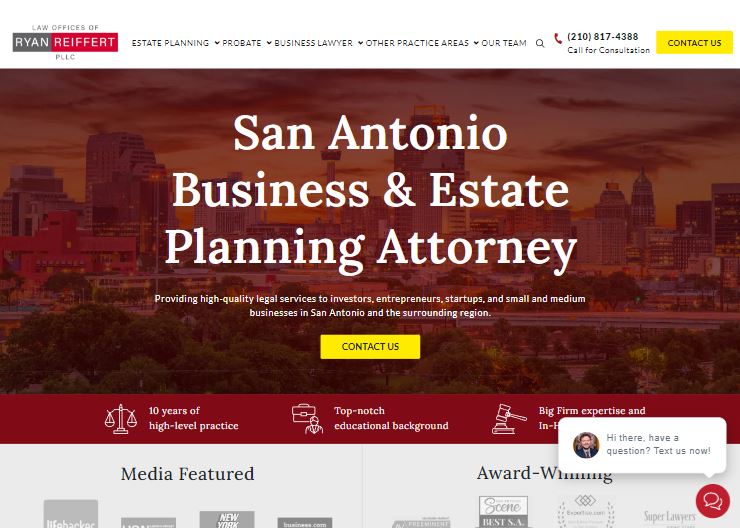 LAW OFFICES OF
RYAN REIFFERT
PLLC
ESTATE PLANNING PROBATE BUSINESS LAWYER OTHER PRACTICE AREAS OUR TEAM
(210) 817-4388
Call for Consultation
CONTACT US
San Antonio
Business & Estate
Planning Attorney
Providing high-quality legal services to investors, entrepreneurs, startups, and small and medium
businesses in San Antonio and the surrounding region.
CONTACT US
10 years of
high-level practice
Top-notch
educational background
Big Firm expertise and
In-H
Hi there, have a
question? Text us now!
Media Featured
Award-Winning
lifehacker
NEW
YORK
business.com
PREEMINENT
Scene
BEST S.A.
Expertise.com
Super Lawyers